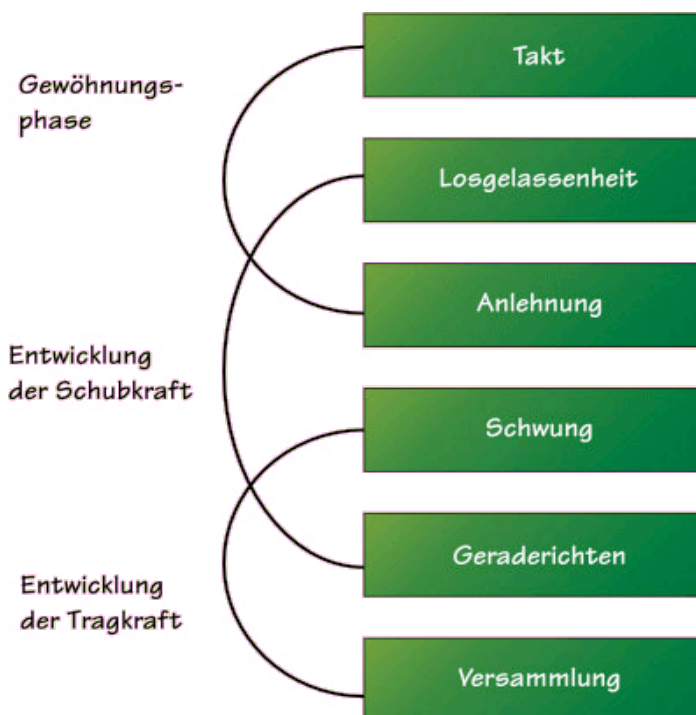 Gewöhnungs-
phase
Entwicklung
der Schubkraft
Entwicklung
der Tragkraft
Takt
Losgelassenheit
Anlehnung
Schwung
Geraderichten
Versammlung